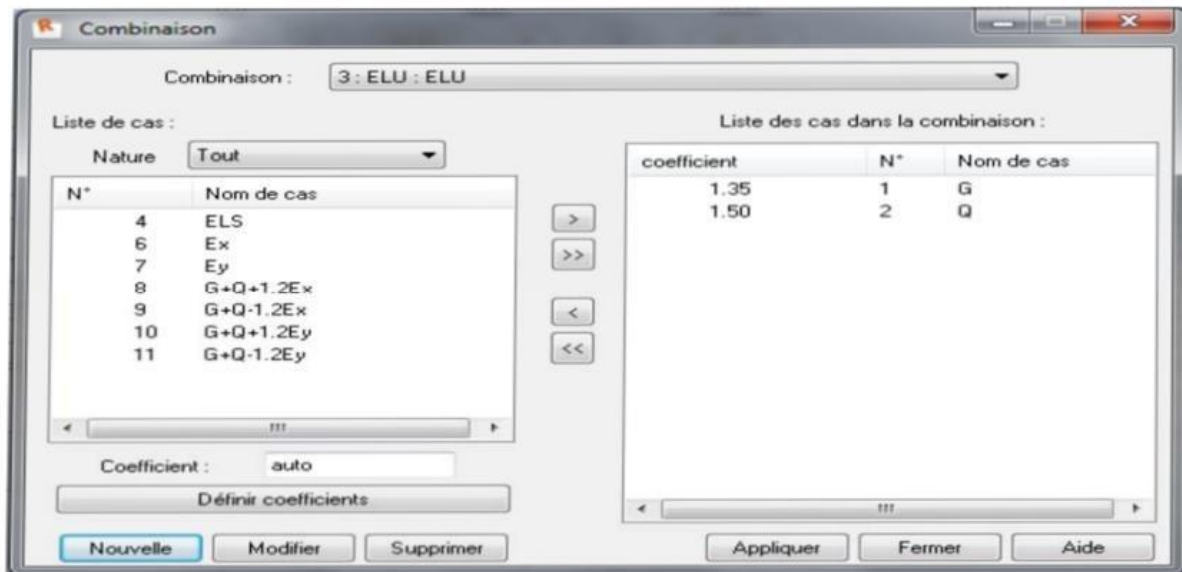 Combinaison
Combinaison : 3 : ELU : ELU
Liste de cas :
Nature Tout
N° Nom de cas
4 ELS
6 Ex
7 Ey
8 G+Q+1.2Ex
9 G+Q-1.2Ex
10 G+Q+1.2Ey
11 G+Q-1.2Ey
Coefficient : auto
Définir coefficients
Nouvelle Modifier Supprimer
>
>>
<
<<
Liste des cas dans la combinaison :
coefficient N° Nom de cas
1.35 1 G
1.50 2 Q
Appliquer Fermer Aide